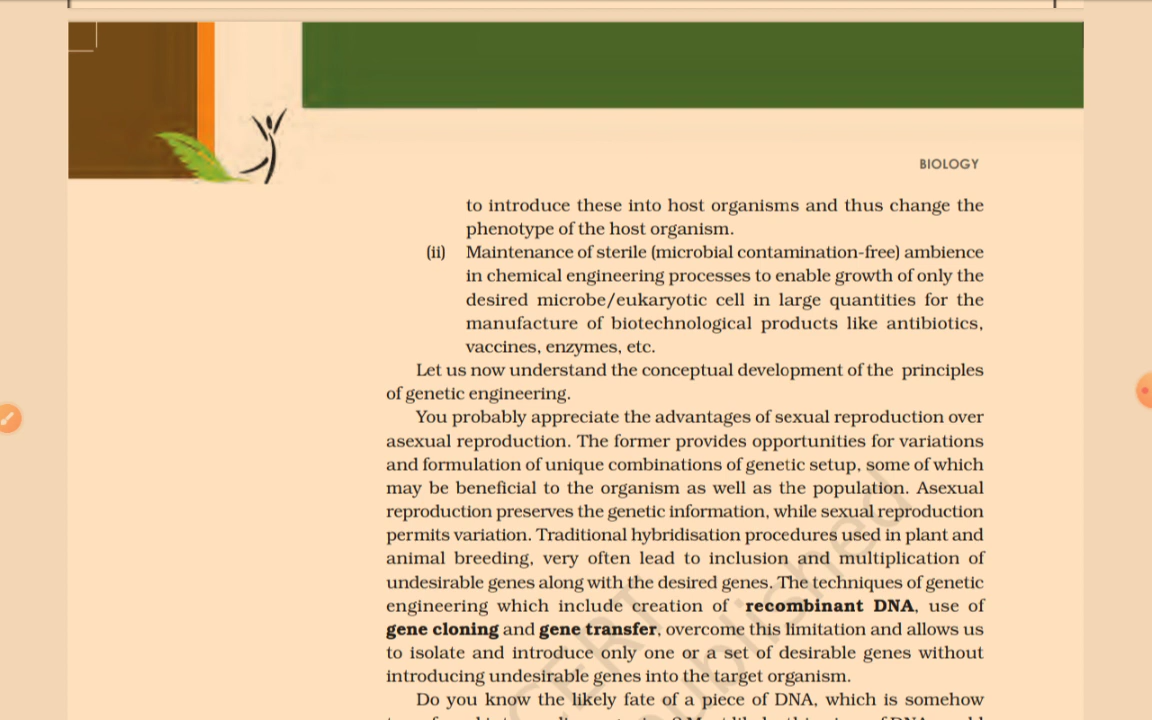 BIOLOGY
to introduce these into host organisms and thus change the
phenotype of the host organism.
(ii) Maintenance of sterile (microbial contamination-free) ambience
in chemical engineering processes to enable growth of only the
desired microbe/eukaryotic cell in large quantities for the
manufacture of biotechnological products like antibiotics,
vaccines, enzymes, etc.
Let us now understand the conceptual development of the principles
of genetic engineering.
You probably appreciate the advantages of sexual reproduction over
asexual reproduction. The former provides opportunities for variations
and formulation of unique combinations of genetic setup, some of which
may be beneficial to the organism as well as the population. Asexual
reproduction preserves the genetic information, while sexual reproduction
permits variation. Traditional hybridisation procedures used in plant and
animal breeding, very often lead to inclusion and multiplication of
undesirable genes along with the desired genes. The techniques of genetic
engineering which include creation of recombinant DNA, use of
gene cloning and gene transfer, overcome this limitation and allows us
to isolate and introduce only one or a set of desirable genes without
introducing undesirable genes into the target organism.
Do you know the likely fate of a piece of DNA, which is somehow